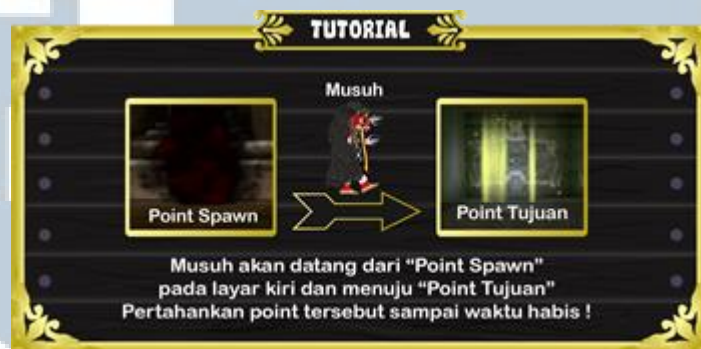 TUTORIAL
Musuh
Point Spawn
Point Tujuan
Musuh akan datang dari “Point Spawn”
pada layar kiri dan menuju “Point Tujuan”
Pertahankan point tersebut sampai waktu habis !